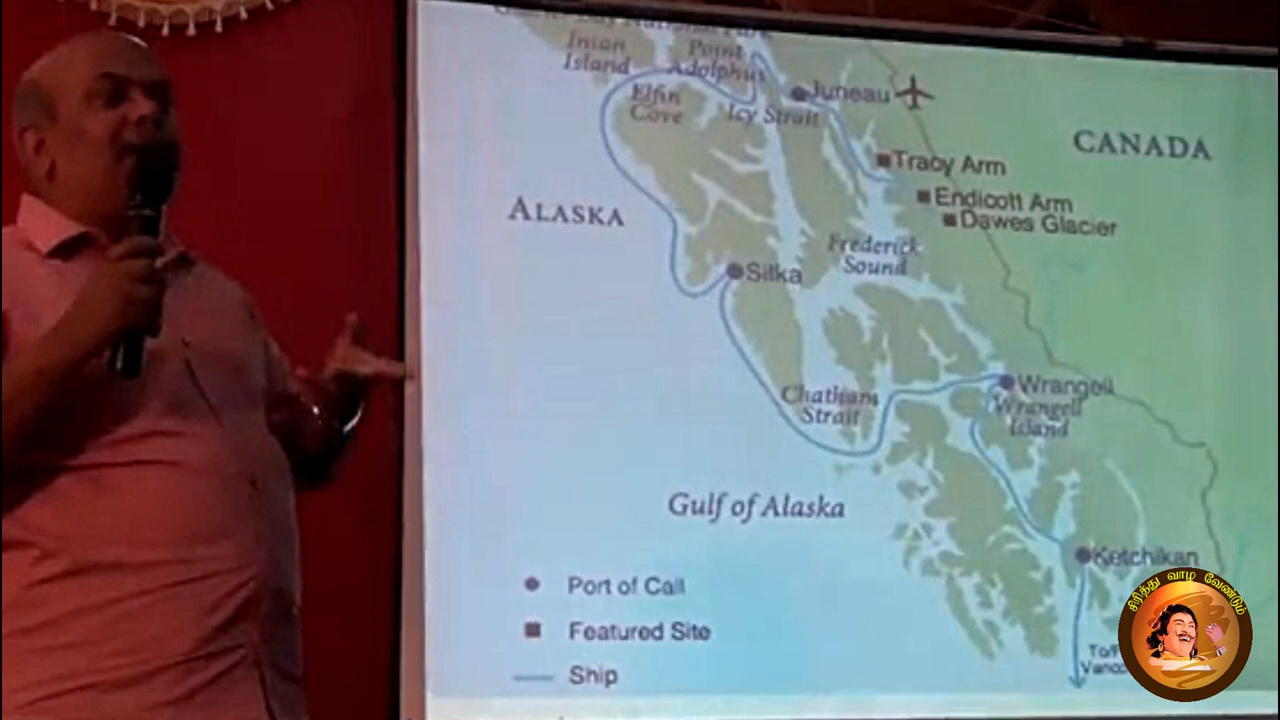 Inian
Island
Point
Adolphus
Elfin
Cove
Icy Strait
Juneau
CANADA
Tracy Arm
Endicott Arm
Dawes Glacier
ALASKA
Frederick
Sound
Sitka
Wrangell
Wrangell
Island
Chatham
Strait
Gulf of Alaska
Ketchikan
Port of Call
Featured Site
Ship
சிரித்து வாழ வேண்டும்